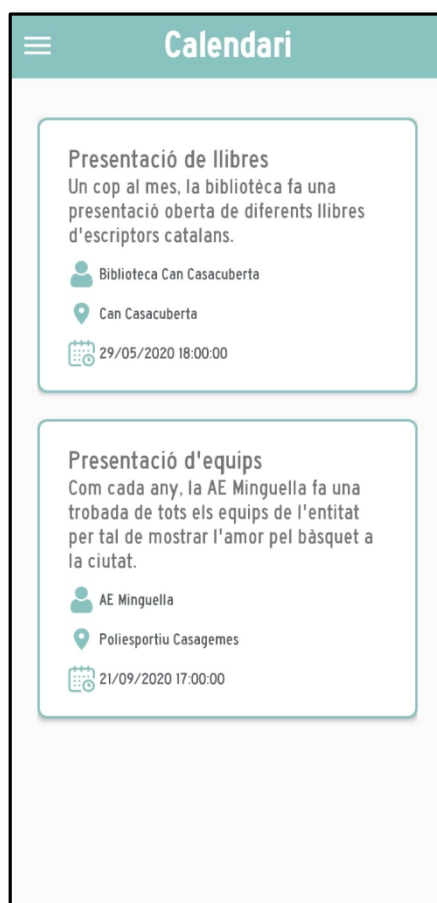 Calendari
Presentació de llibres
Un cop al mes, la bibliotèca fa una
presentació oberta de diferents llibres
d'escriptors catalans.
Biblioteca Can Casacuberta
Can Casacuberta
29/05/2020 18:00:00
Presentació d'equips
Com cada any, la AE Minguella fa una
trobada de tots els equips de l'entitat
per tal de mostrar l'amor pel bàsquet a
la ciutat.
AE Minguella
Poliesportiu Casagemes
21/09/2020 17:00:00